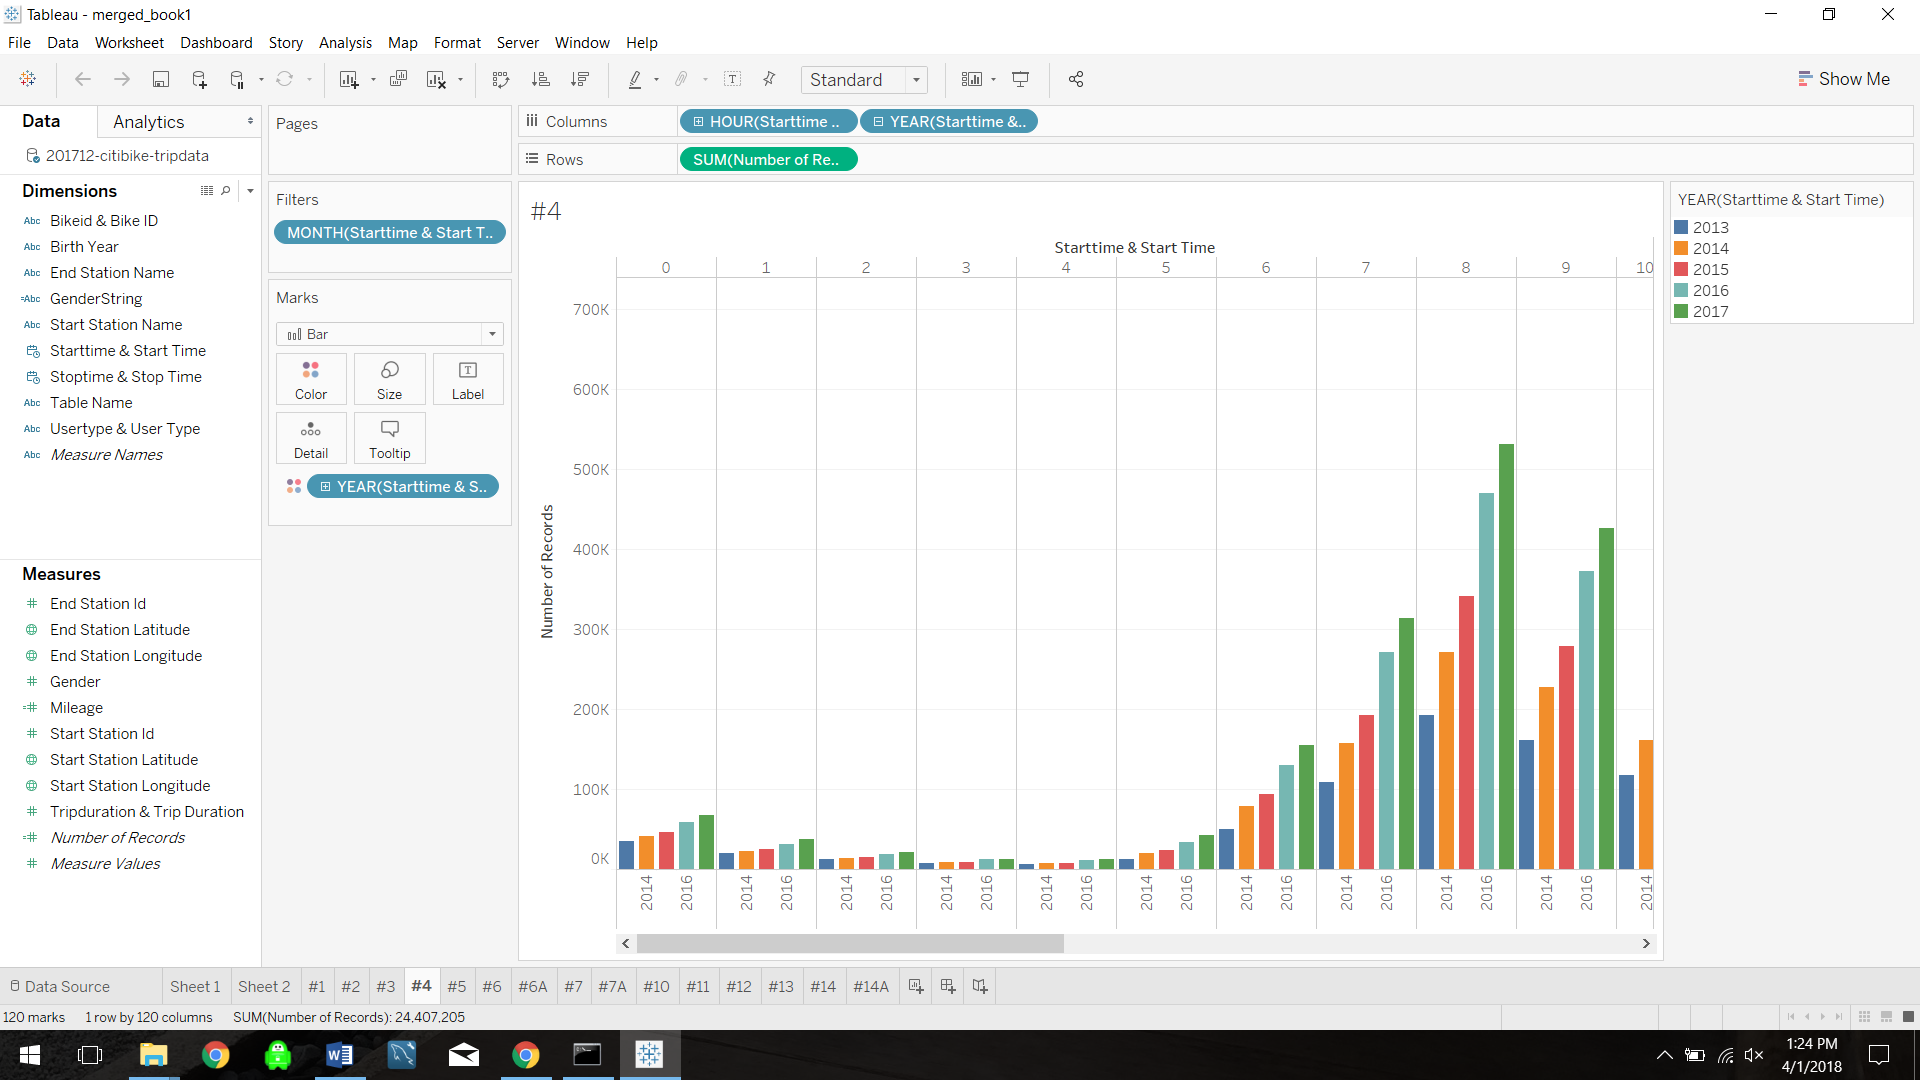 Tableau - merged_book1
File Data Worksheet Dashboard Story Analysis Map Format Server Window Help
Standard
Show Me
Data Analytics
201712-citibike-tripdata
Dimensions
Abc Bikeid & Bike ID
Abc Birth Year
Abc End Station Name
=Abc GenderString
Abc Start Station Name
Starttime & Start Time
Stoptime & Stop Time
Abc Table Name
Abc Usertype & User Type
Abc Measure Names
Measures
# End Station Id
End Station Latitude
End Station Longitude
# Gender
=# Mileage
# Start Station Id
Start Station Latitude
Start Station Longitude
# Tripduration & Trip Duration
=# Number of Records
# Measure Values
Pages
Filters
MONTH(Starttime & Start T..
Marks
Bar
Color Size Label
Detail Tooltip
YEAR(Starttime & S..
Columns HOUR(Starttime .. YEAR(Starttime &..
Rows SUM(Number of Re..
#4
Starttime & Start Time
0 1 2 3 4 5 6 7 8 9 10
Number of Records
700K
600K
500K
400K
300K
200K
100K
0K
2014 2016 2014 2016 2014 2016 2014 2016 2014 2016 2014 2016 2014 2016 2014 2016 2014 2016 2014 2016 2014
YEAR(Starttime & Start Time)
2013
2014
2015
2016
2017
Data Source Sheet 1 Sheet 2 #1 #2 #3 #4 #5 #6 #6A #7 #7A #10 #11 #12 #13 #14 #14A
120 marks 1 row by 120 columns SUM(Number of Records): 24,407,205
1:24 PM
4/1/2018